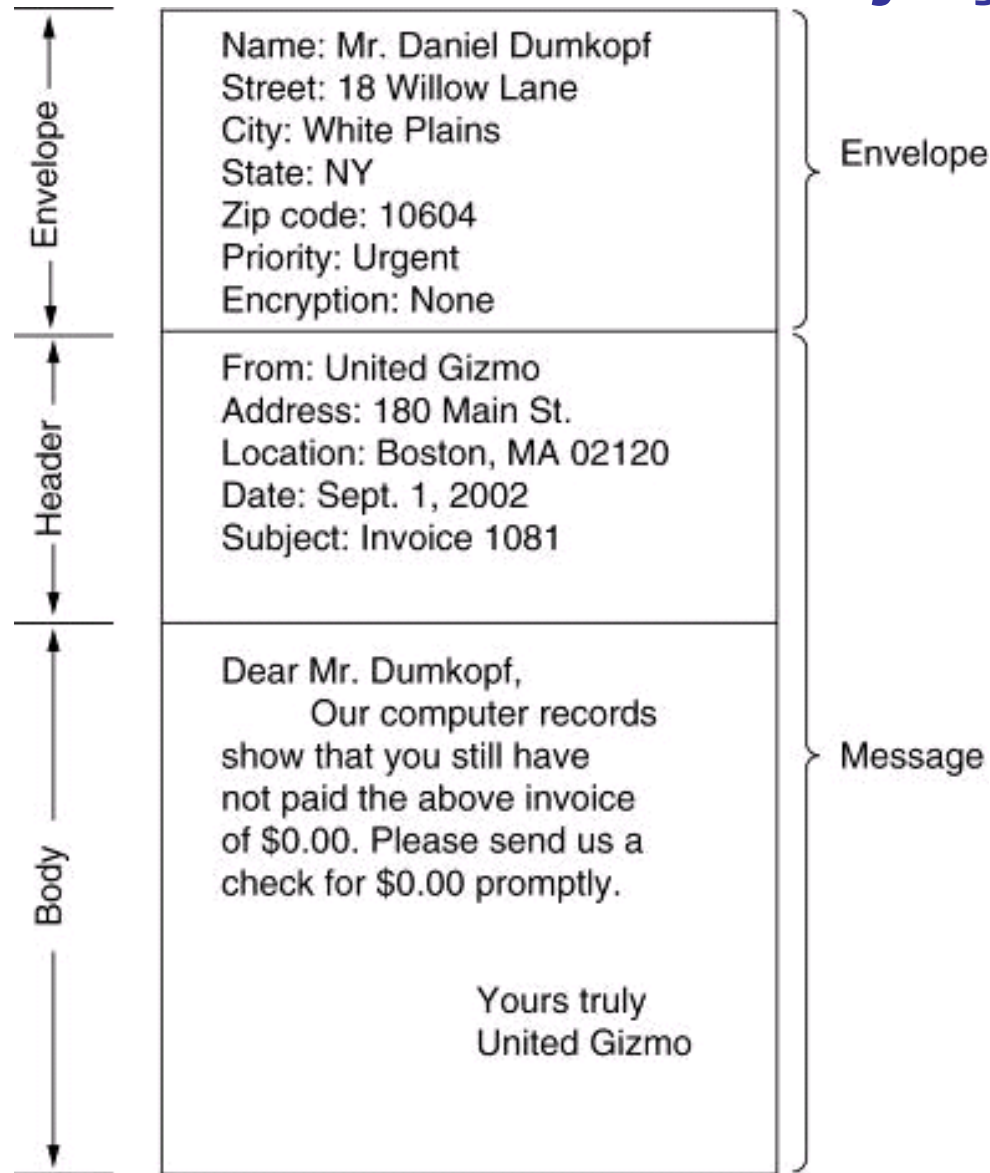 Envelope
Name: Mr. Daniel Dumkopf
Street: 18 Willow Lane
City: White Plains
State: NY
Zip code: 10604
Priority: Urgent
Encryption: None
Envelope
Header
From: United Gizmo
Address: 180 Main St.
Location: Boston, MA 02120
Date: Sept. 1, 2002
Subject: Invoice 1081
Body
Dear Mr. Dumkopf,
Our computer records
show that you still have
not paid the above invoice
of $0.00. Please send us a
check for $0.00 promptly.
Yours truly
United Gizmo
Message